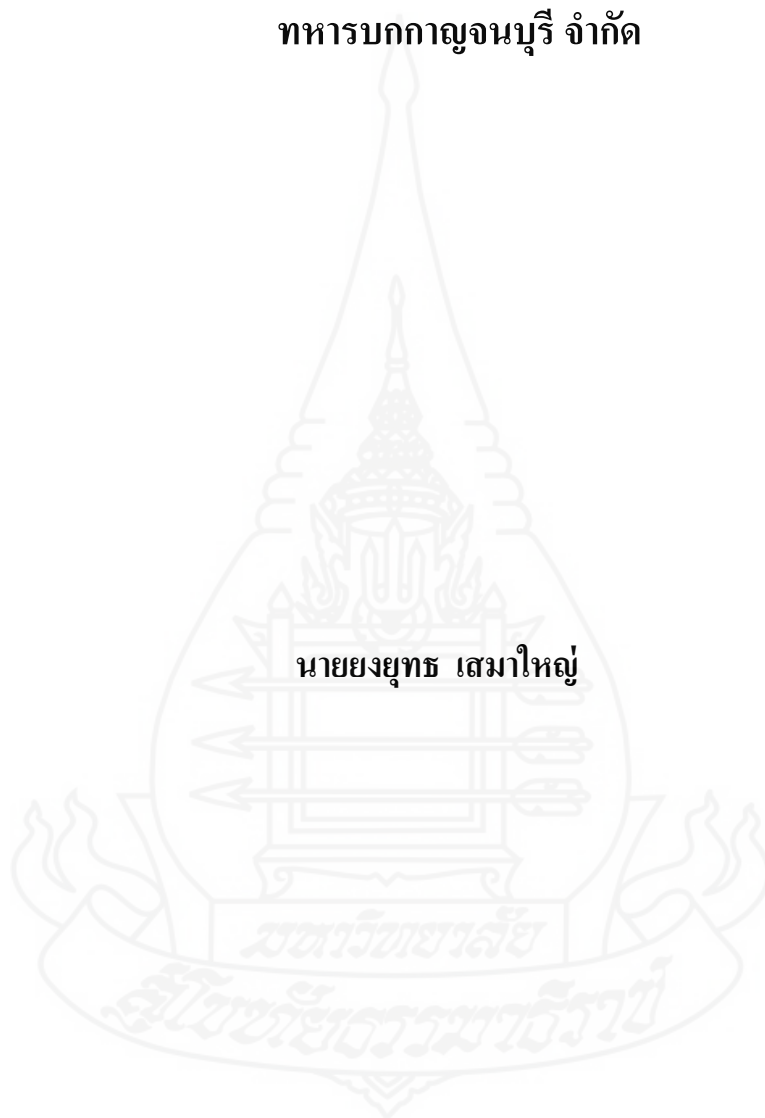 ทหารบกกาญจนบุรี จำกัด
นายยงยุทธ เสมาใหญ่
มหาวิทยาลัย
สุโขทัยธรรมาธิราช